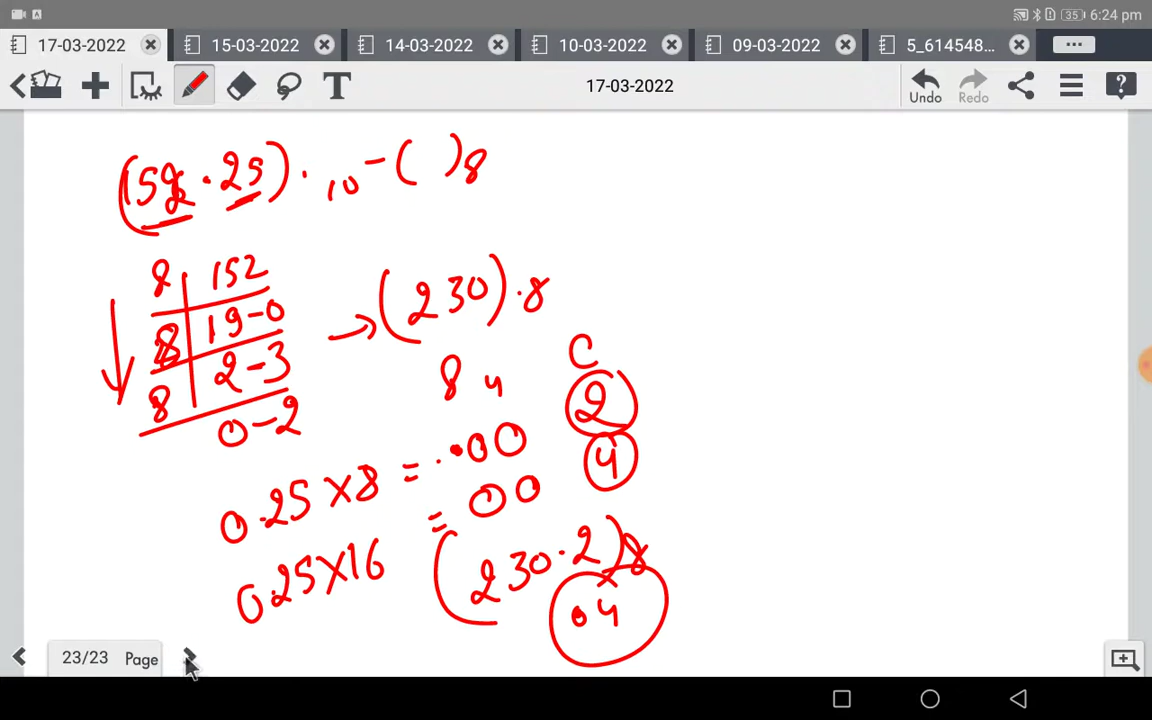 6:24 pm
35
17-03-2022
15-03-2022
14-03-2022
10-03-2022
09-03-2022
5_614548...
...
T
17-03-2022
Undo
Redo
?
(152 . 25) . 10 - ( )8
8 | 152
8 | 19 - 0
8 | 2 - 3
0 - 2
→ (230) . 8
8 4
C
2
4
0.25 × 8 = .00
= 00
0.25 × 16
(230.2)8
.04
23/23 Page